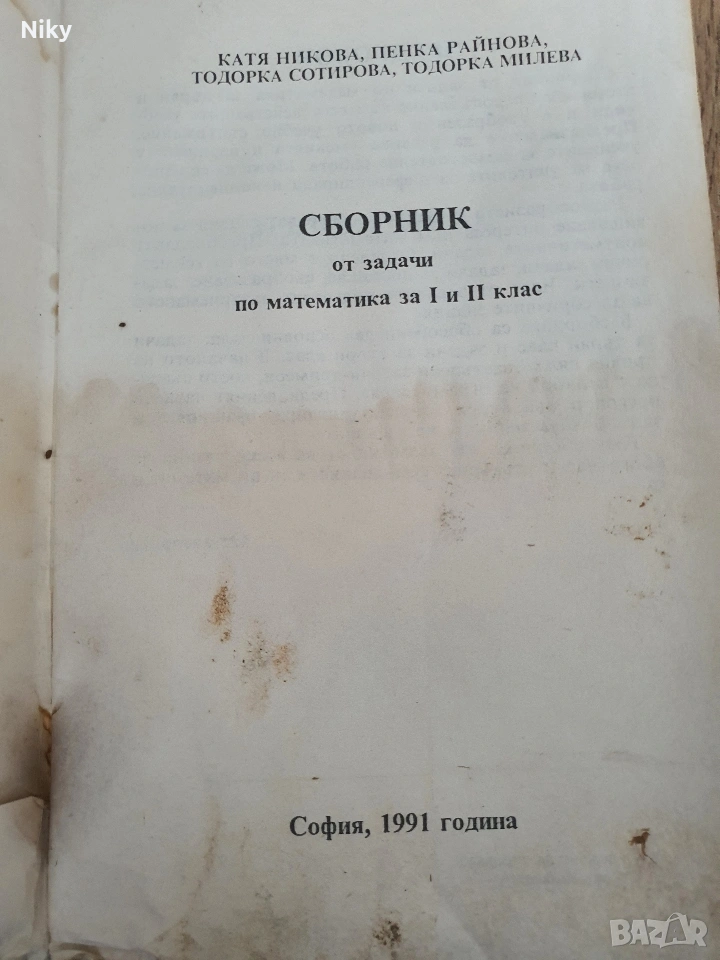 Niky
КАТЯ НИКОВА, ПЕНКА РАЙНОВА,
ТОДОРКА СОТИРОВА, ТОДОРКА МИЛЕВА
СБОРНИК
от задачи
по математика за I и II клас
София, 1991 година
BAZAR